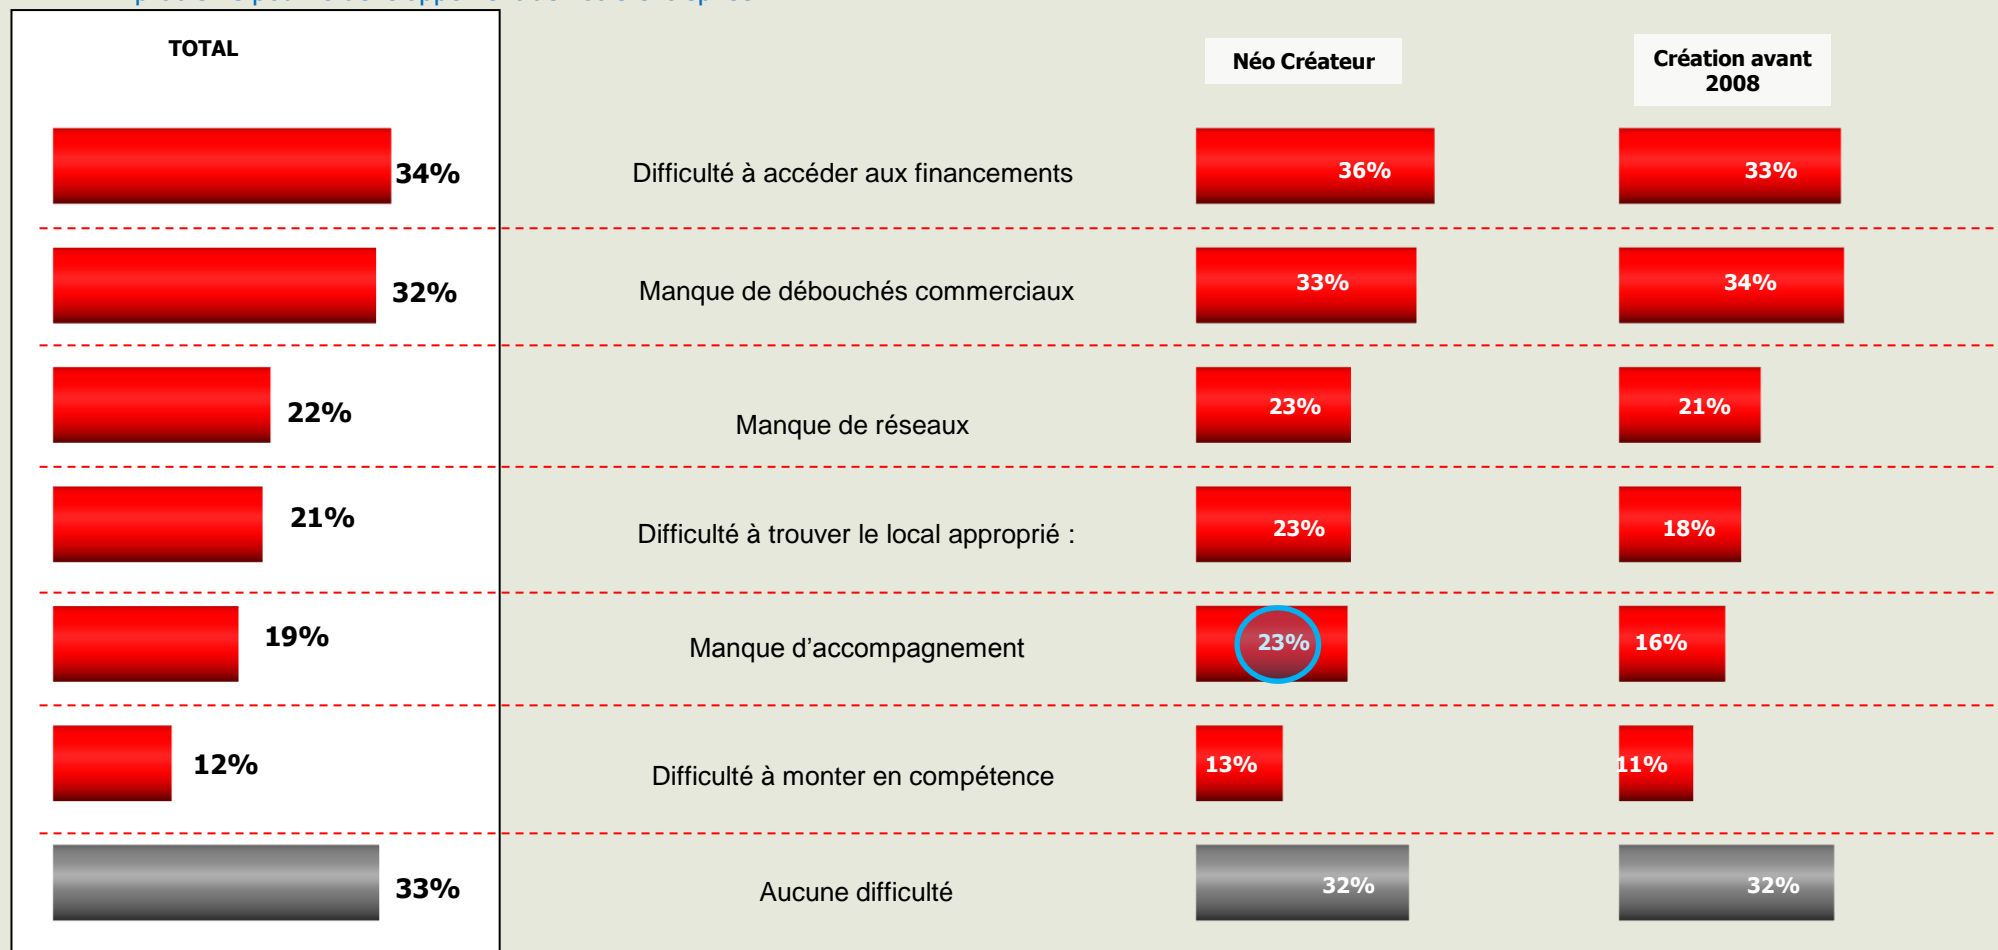 TOTAL
Néo Créateur
Création avant
2008
34%
Difficulté à accéder aux financements
36%
33%
32%
Manque de débouchés commerciaux
33%
34%
22%
Manque de réseaux
23%
21%
21%
Difficulté à trouver le local approprié :
23%
18%
19%
Manque d’accompagnement
23%
16%
12%
Difficulté à monter en compétence
13%
11%
33%
Aucune difficulté
32%
32%